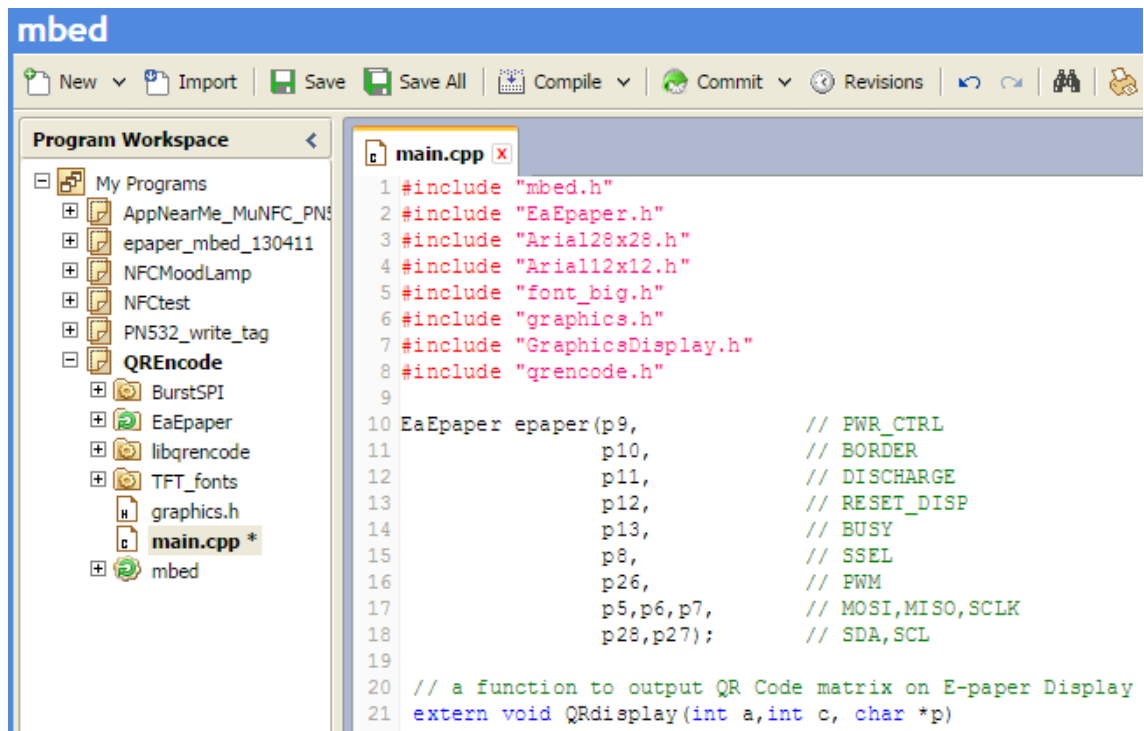 mbed
New Import Save Save All Compile Commit Revisions
Program Workspace
My Programs
AppNearMe_MuNFC_PN5
epaper_mbed_130411
NFCMoodLamp
NFCtest
PN532_write_tag
QREncode
BurstSPI
EaEpaper
libqrencode
TFT_fonts
graphics.h
main.cpp *
mbed
main.cpp
1 #include "mbed.h"
2 #include "EaEpaper.h"
3 #include "Arial28x28.h"
4 #include "Arial12x12.h"
5 #include "font_big.h"
6 #include "graphics.h"
7 #include "GraphicsDisplay.h"
8 #include "qrencode.h"
9
10 EaEpaper epaper(p9, // PWR_CTRL
11 p10, // BORDER
12 p11, // DISCHARGE
13 p12, // RESET_DISP
14 p13, // BUSY
15 p8, // SSEL
16 p26, // PWM
17 p5,p6,p7, // MOSI,MISO,SCLK
18 p28,p27); // SDA,SCL
19
20 // a function to output QR Code matrix on E-paper Display
21 extern void QRdisplay(int a,int c, char *p)